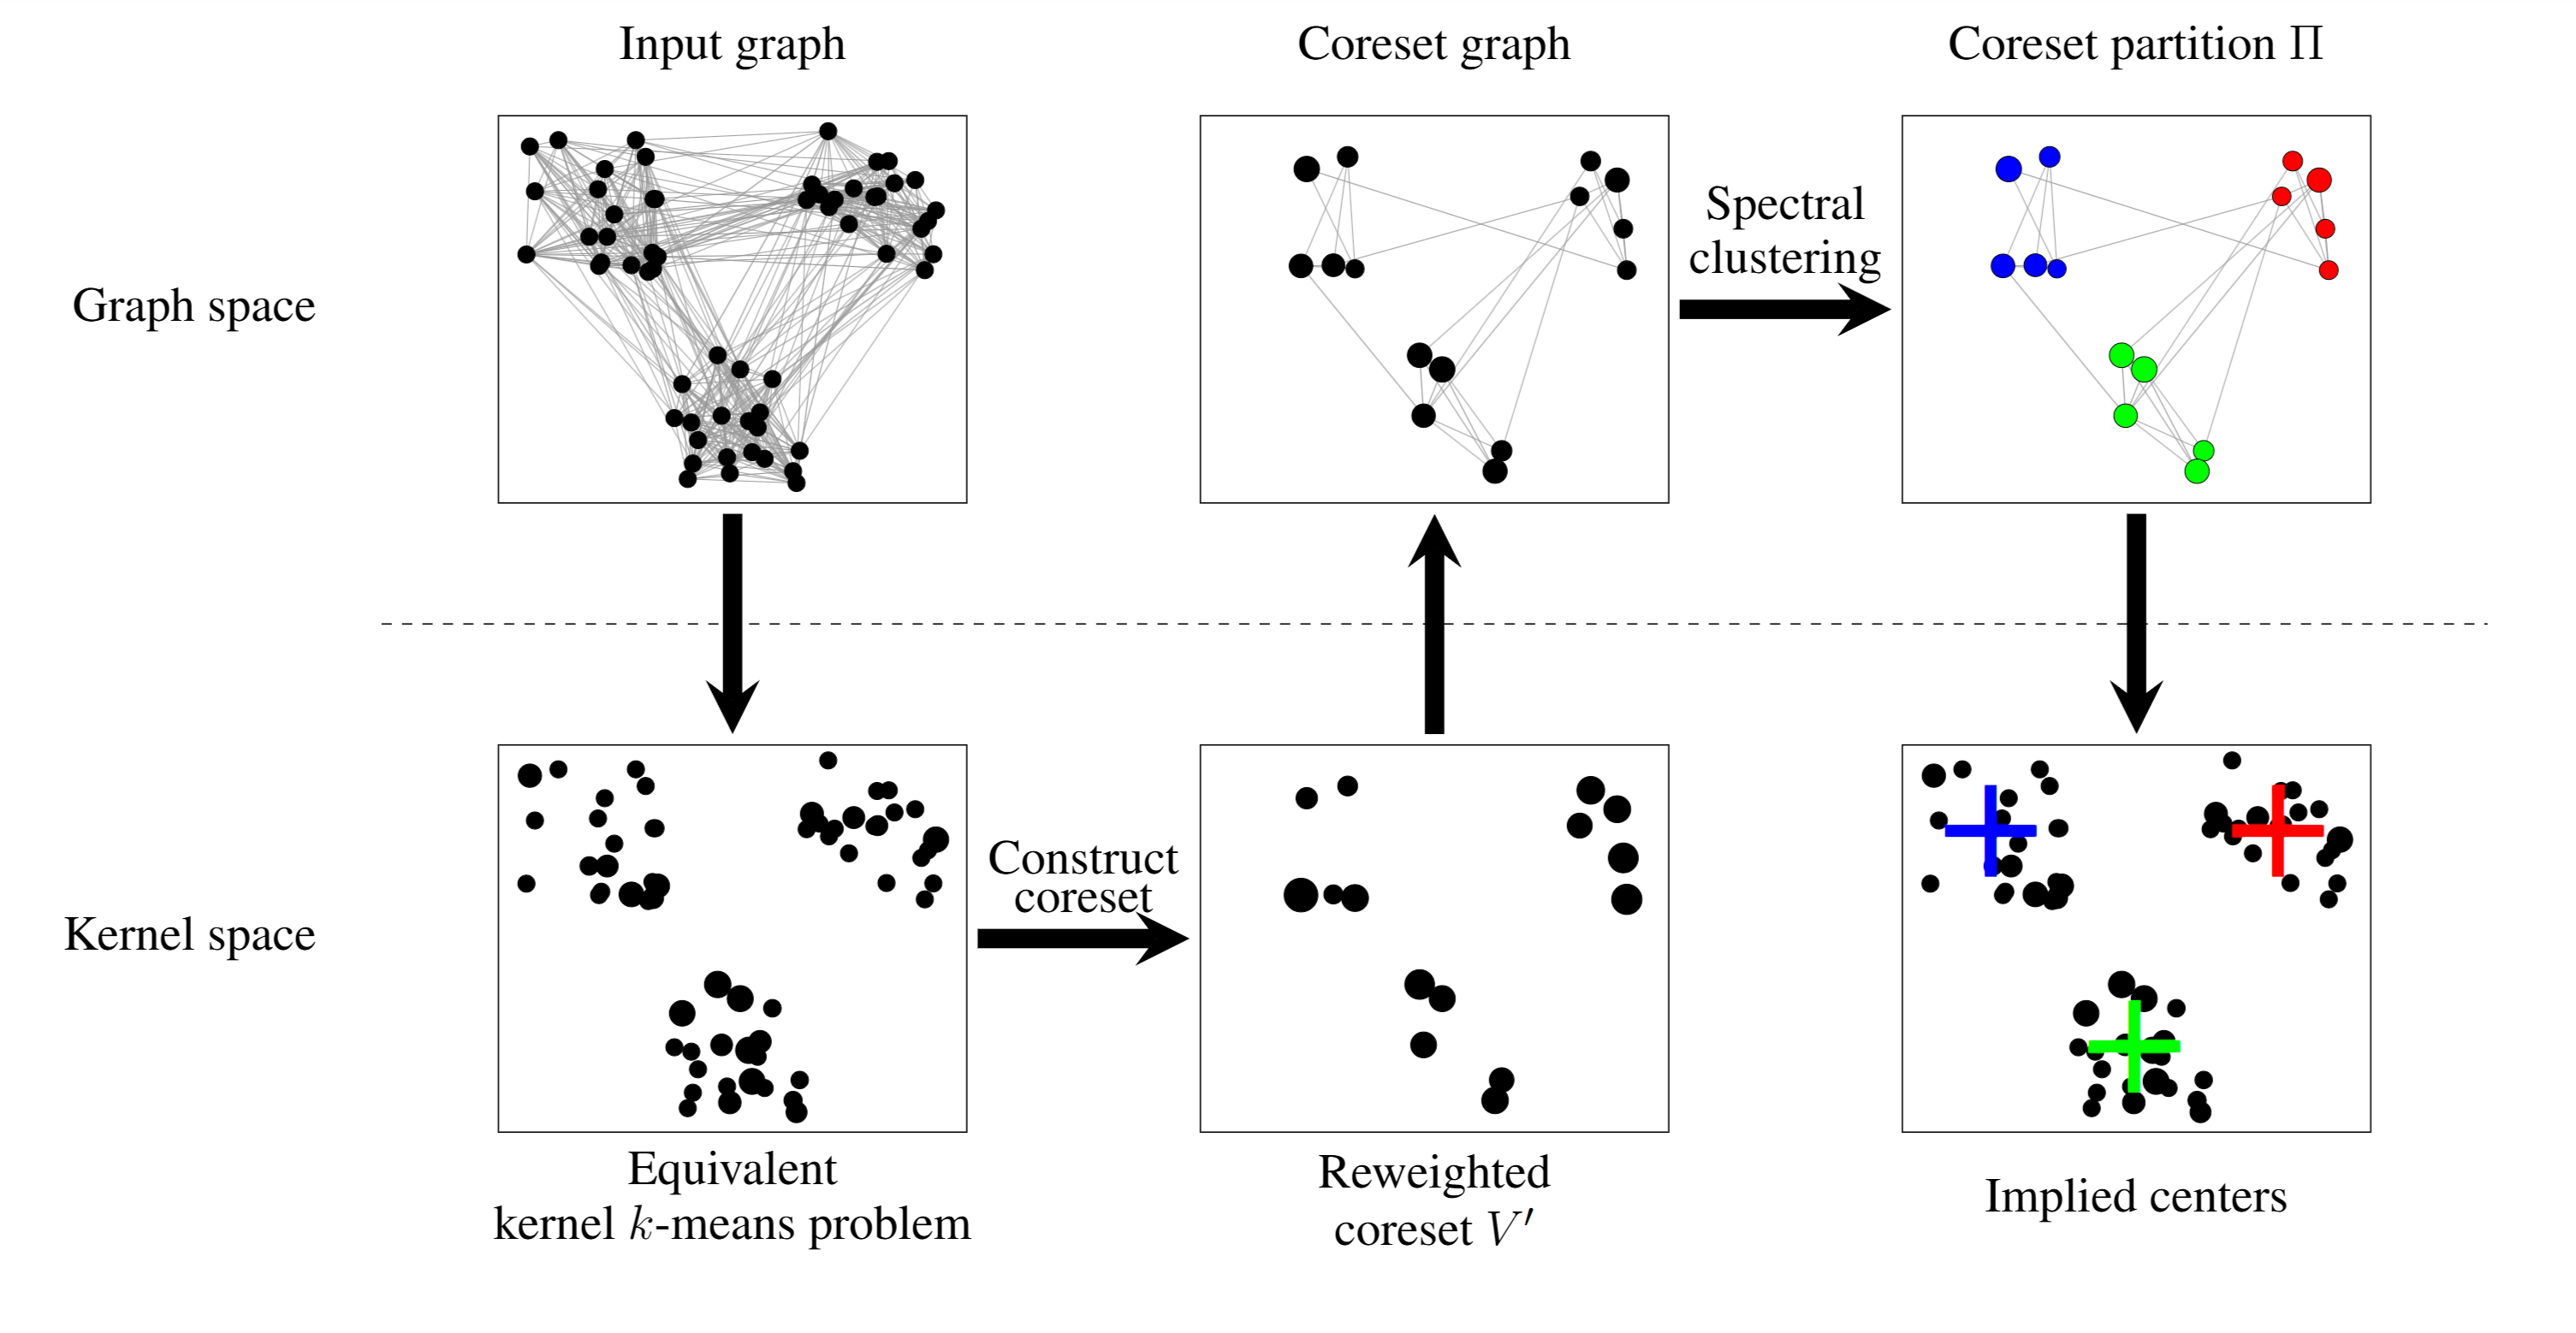 Input graph
Coreset graph
Coreset partition Π
Graph space
Spectral
clustering
Kernel space
Construct
coreset
Equivalent
kernel k-means problem
Reweighted
coreset V′
Implied centers